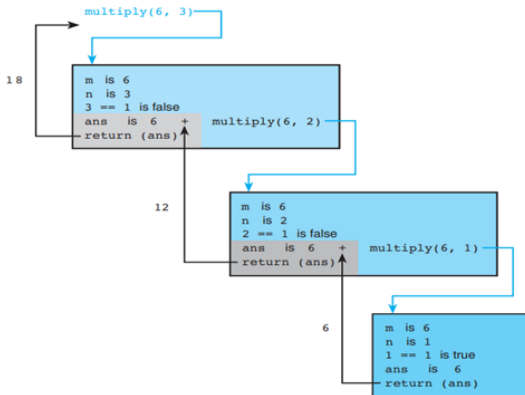 multiply(6, 3)
18
m is 6
n is 3
3 == 1 is false
ans is 6 + multiply(6, 2)
return (ans)
12
m is 6
n is 2
2 == 1 is false
ans is 6 + multiply(6, 1)
return (ans)
6
m is 6
n is 1
1 == 1 is true
ans is 6
return (ans)